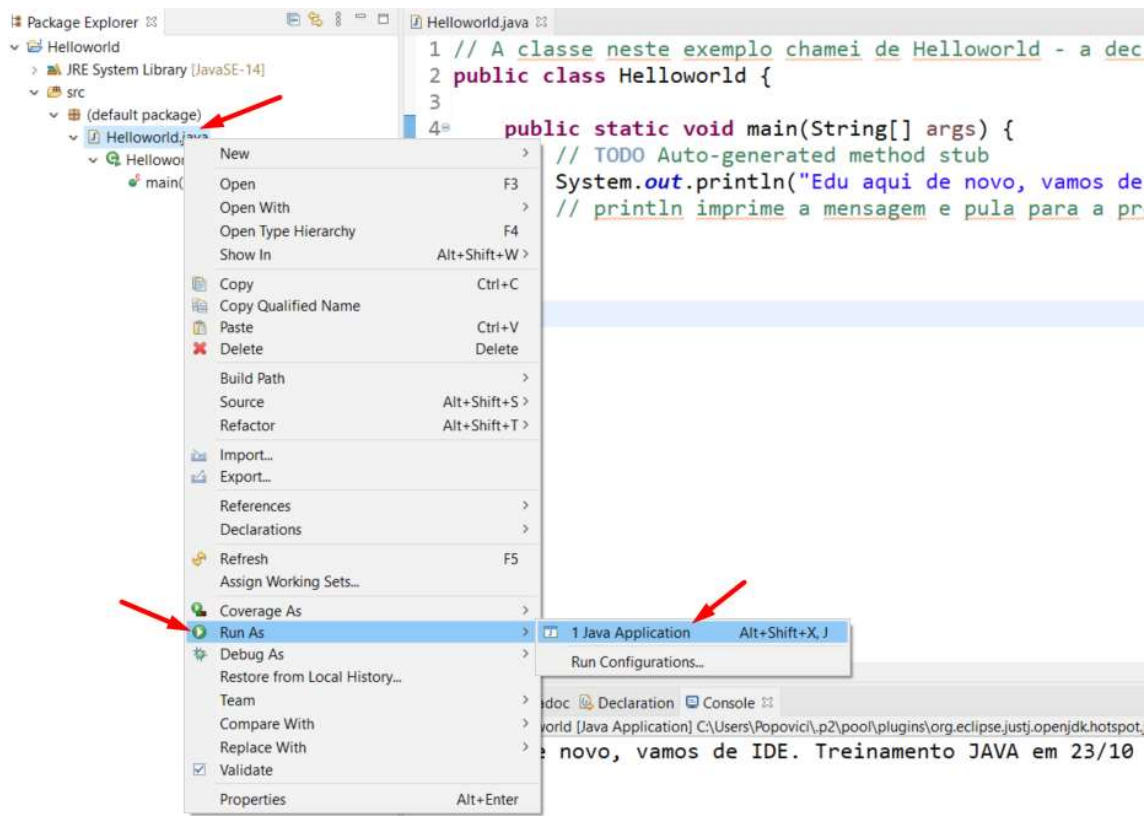 Package Explorer
Helloworld
JRE System Library [JavaSE-14]
src
(default package)
Helloworld.java
main(
Helloworld.java
1 // A classe neste exemplo chamei de Helloworld - a dec
2 public class Helloworld {
3
4 public static void main(String[] args) {
// TODO Auto-generated method stub
System.out.println("Edu aqui de novo, vamos de
// println imprime a mensagem e pula para a pr
New
Open F3
Open With
Open Type Hierarchy F4
Show In Alt+Shift+W
Copy Ctrl+C
Copy Qualified Name
Paste Ctrl+V
Delete Delete
Build Path
Source Alt+Shift+S
Refactor Alt+Shift+T
Import...
Export...
References
Declarations
Refresh F5
Assign Working Sets...
Coverage As
Run As
Debug As
Restore from Local History...
Team
Compare With
Replace With
Validate
Properties Alt+Enter
1 Java Application Alt+Shift+X, J
Run Configurations...
adoc Declaration Console
world [Java Application] C:\Users\Popovici\.p2\pool\plugins\org.eclipse.justj.openjdk.hotspot.
novo, vamos de IDE. Treinamento JAVA em 23/10